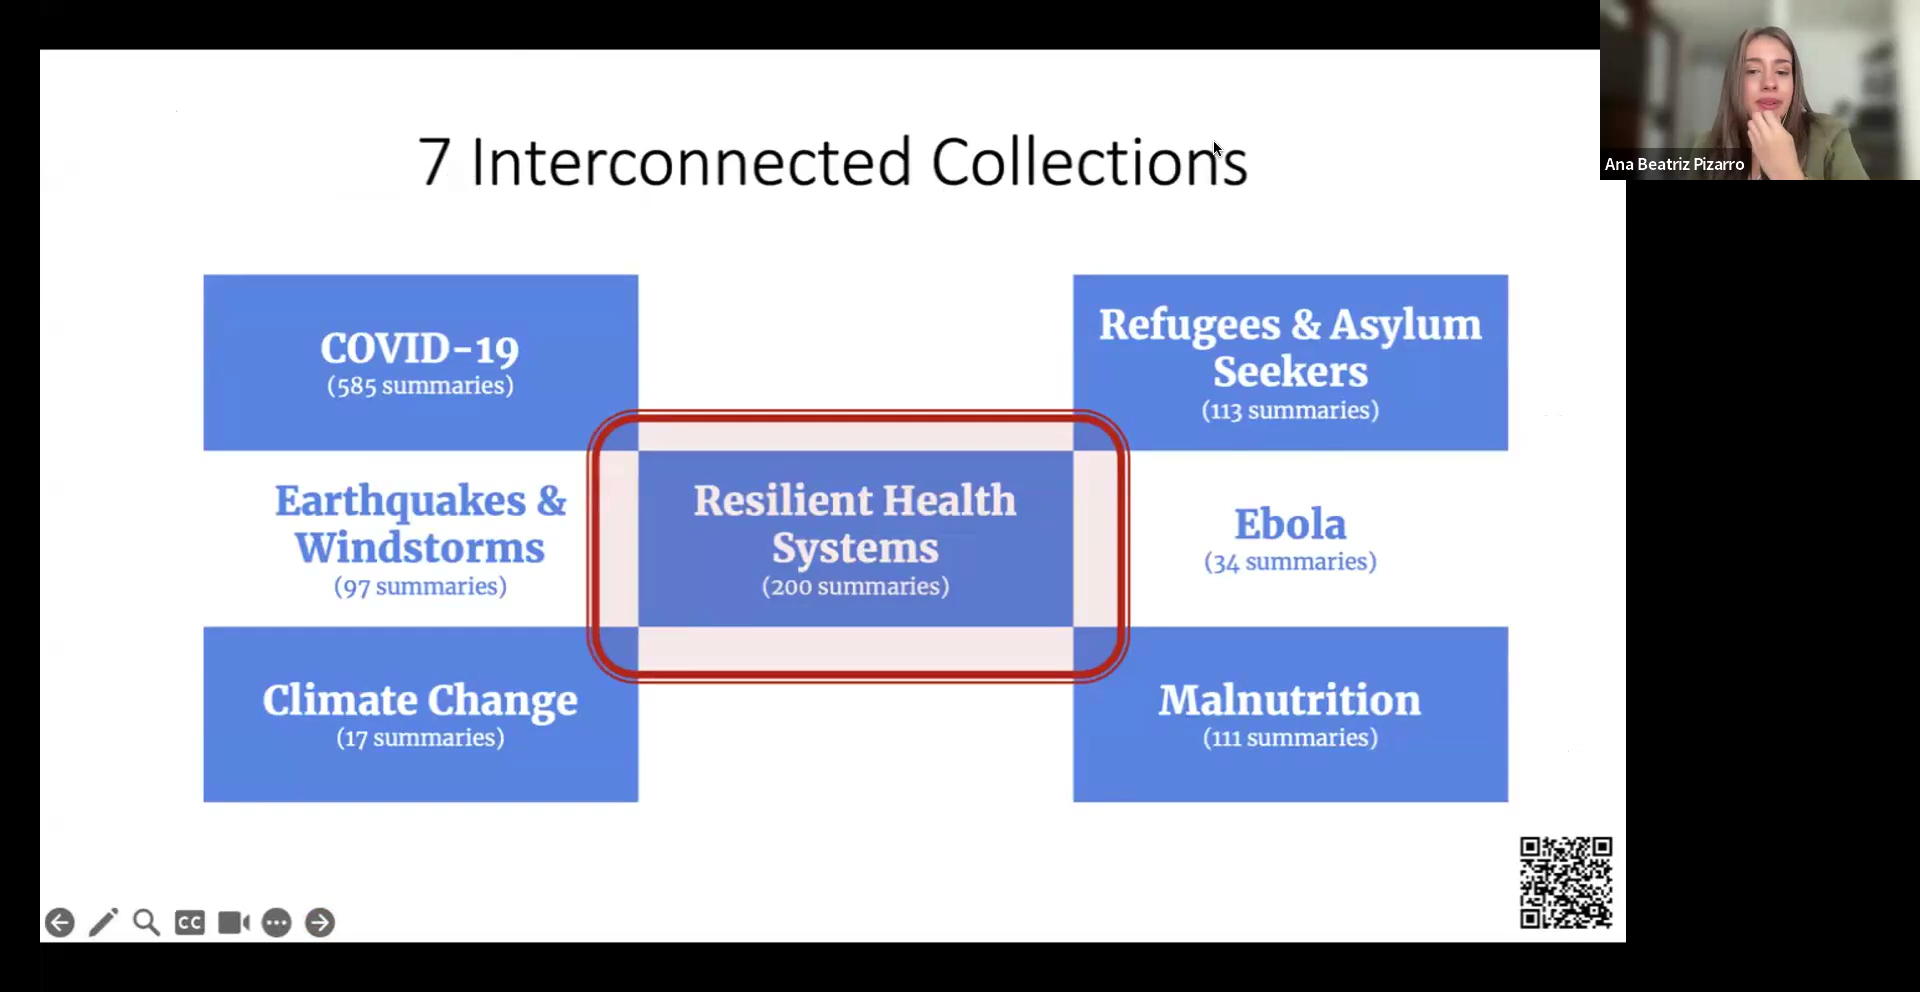 Ana Beatriz Pizarro
7 Interconnected Collections
COVID-19
(585 summaries)
Refugees & Asylum
Seekers
(113 summaries)
Earthquakes &
Windstorms
(97 summaries)
Resilient Health
Systems
(200 summaries)
Ebola
(34 summaries)
Climate Change
(17 summaries)
Malnutrition
(111 summaries)
CC